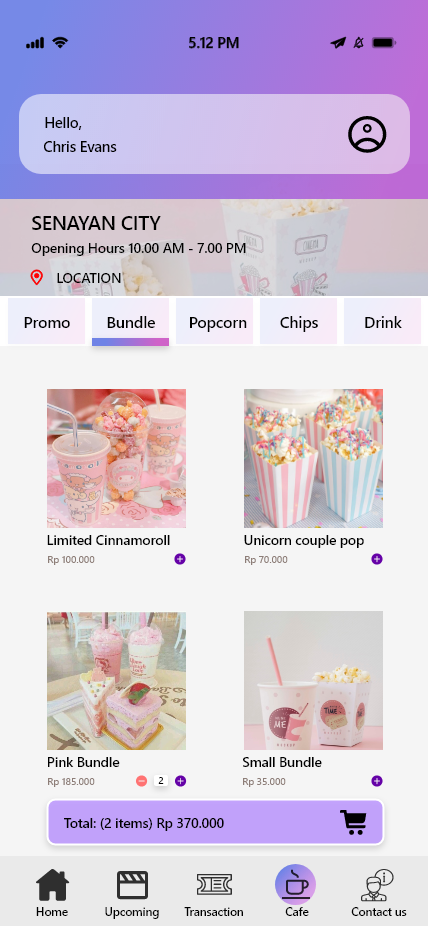 5.12 PM
Hello,
Chris Evans
SENAYAN CITY
Opening Hours 10.00 AM - 7.00 PM
LOCATION
Promo
Bundle
Popcorn
Chips
Drink
Limited Cinnamoroll
Rp 100.000
Unicorn couple pop
Rp 70.000
Pink Bundle
Rp 185.000
2
Small Bundle
Rp 35.000
Total: (2 items) Rp 370.000
Home
Upcoming
Transaction
Cafe
Contact us